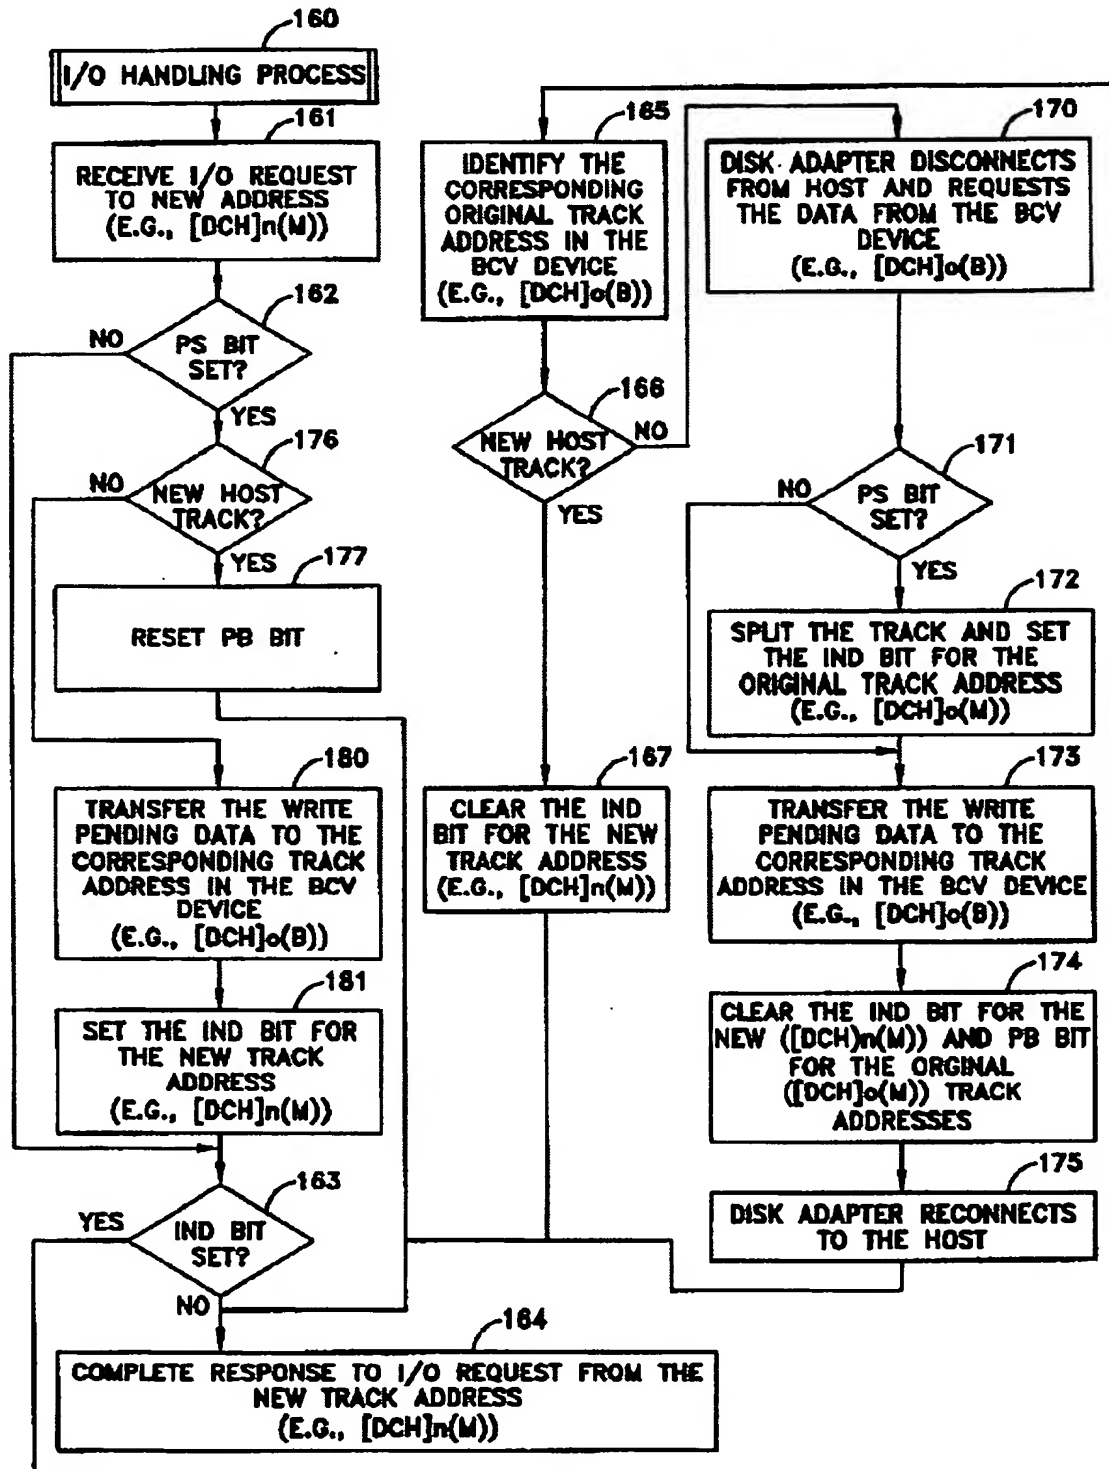 160
I/O HANDLING PROCESS
161
RECEIVE I/O REQUEST
TO NEW ADDRESS
(E.G., [DCH]n(M))
162
NO
PS BIT
SET?
YES
176
NO
NEW HOST
TRACK?
YES
177
RESET PB BIT
180
TRANSFER THE WRITE
PENDING DATA TO THE
CORRESPONDING TRACK
ADDRESS IN THE BCV
DEVICE
(E.G., [DCH]o(B))
181
SET THE IND BIT FOR
THE NEW TRACK
ADDRESS
(E.G., [DCH]n(M))
163
YES
IND BIT
SET?
NO
164
COMPLETE RESPONSE TO I/O REQUEST FROM THE
NEW TRACK ADDRESS
(E.G., [DCH]n(M))
165
IDENTIFY THE
CORRESPONDING
ORIGINAL TRACK
ADDRESS IN THE
BCV DEVICE
(E.G., [DCH]o(B))
166
NEW HOST
TRACK?
NO
YES
167
CLEAR THE IND
BIT FOR THE NEW
TRACK ADDRESS
(E.G., [DCH]n(M))
170
DISK ADAPTER DISCONNECTS
FROM HOST AND REQUESTS
THE DATA FROM THE BCV
DEVICE
(E.G., [DCH]o(B))
171
NO
PS BIT
SET?
YES
172
SPLIT THE TRACK AND SET
THE IND BIT FOR THE
ORIGINAL TRACK ADDRESS
(E.G., [DCH]o(M))
173
TRANSFER THE WRITE
PENDING DATA TO THE
CORRESPONDING TRACK
ADDRESS IN THE BCV DEVICE
(E.G., [DCH]o(B))
174
CLEAR THE IND BIT FOR THE
NEW ([DCH)n(M)) AND PB BIT
FOR THE ORGINAL
([DCH]o(M)) TRACK
ADDRESSES
175
DISK ADAPTER RECONNECTS
TO THE HOST